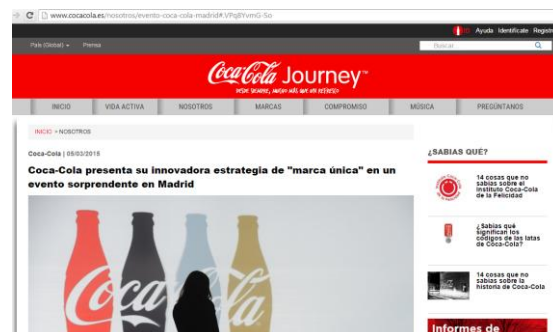 www.cocacola.es/nosotros/evento-coca-cola-madrid#.VPqBYvmG-So
Ayuda Identifícate Registr
País (Global) Prensa
Buscar
Coca-Cola Journey™
INICIO VIDA ACTIVA NOSOTROS MARCAS COMPROMISO MÚSICA PREGÚNTANOS
INICIO > NOSOTROS
Coca-Cola | 05/03/2015
Coca-Cola presenta su innovadora estrategia de "marca única" en un
evento sorprendente en Madrid
¿SABIAS QUÉ?
14 cosas que no
sabías sobre el
Instituto Coca-Cola
de la Felicidad
¿Sabías qué
significan los
códigos de las latas
de Coca-Cola?
14 cosas que no
sabías sobre la
historia de Coca-Cola
Informes de